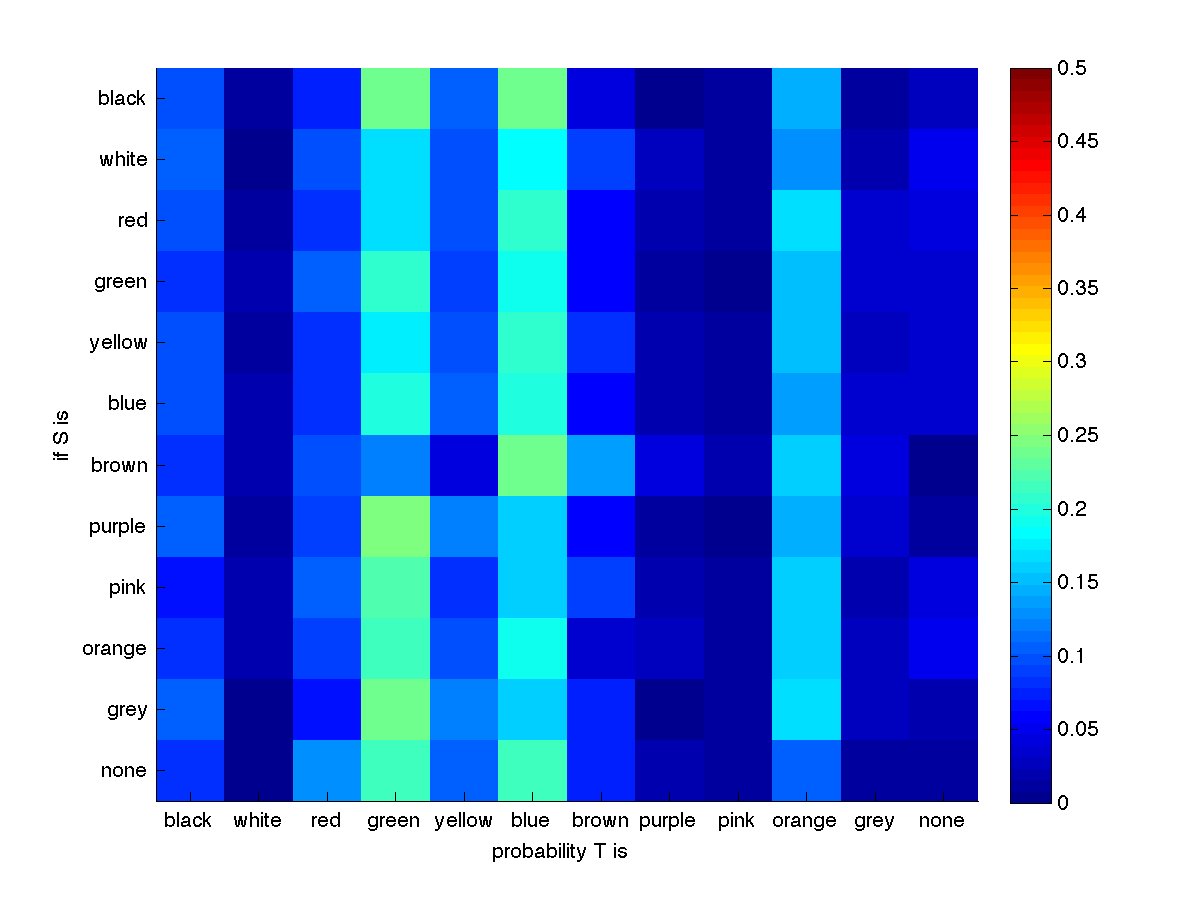 if S is
black
white
red
green
yellow
blue
brown
purple
pink
orange
grey
none
black white red green yellow blue brown purple pink orange grey none
probability T is
0.5
0.45
0.4
0.35
0.3
0.25
0.2
0.15
0.1
0.05
0